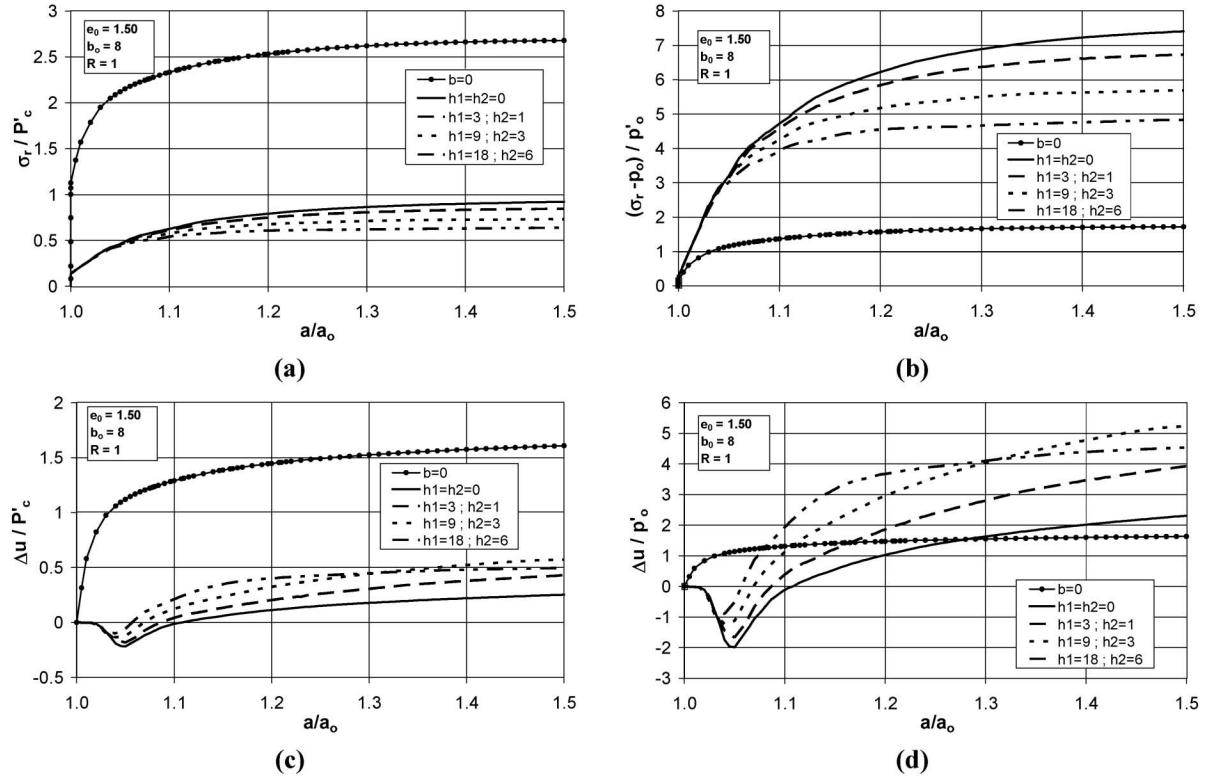 3
2.5
2
1.5
1
0.5
0
σr / P'c
e0 = 1.50
bo = 8
R = 1
b=0
h1=h2=0
h1=3 ; h2=1
h1=9 ; h2=3
h1=18 ; h2=6
1.0 1.1 1.2 1.3 1.4 1.5
a/ao
(a)
8
7
6
5
4
3
2
1
0
(σr -po) / p'o
e0 = 1.50
bo = 8
R = 1
b=0
h1=h2=0
h1=3 ; h2=1
h1=9 ; h2=3
h1=18 ; h2=6
1.0 1.1 1.2 1.3 1.4 1.5
a/ao
(b)
2
1.5
1
0.5
0
-0.5
Δu / P'c
e0 = 1.50
bo = 8
R = 1
b=0
h1=h2=0
h1=3 ; h2=1
h1=9 ; h2=3
h1=18 ; h2=6
1.0 1.1 1.2 1.3 1.4 1.5
a/ao
(c)
6
5
4
3
2
1
0
-1
-2
-3
Δu / p'o
e0 = 1.50
b0 = 8
R = 1
b=0
h1=h2=0
h1=3 ; h2=1
h1=9 ; h2=3
h1=18 ; h2=6
1.0 1.1 1.2 1.3 1.4 1.5
a/ao
(d)